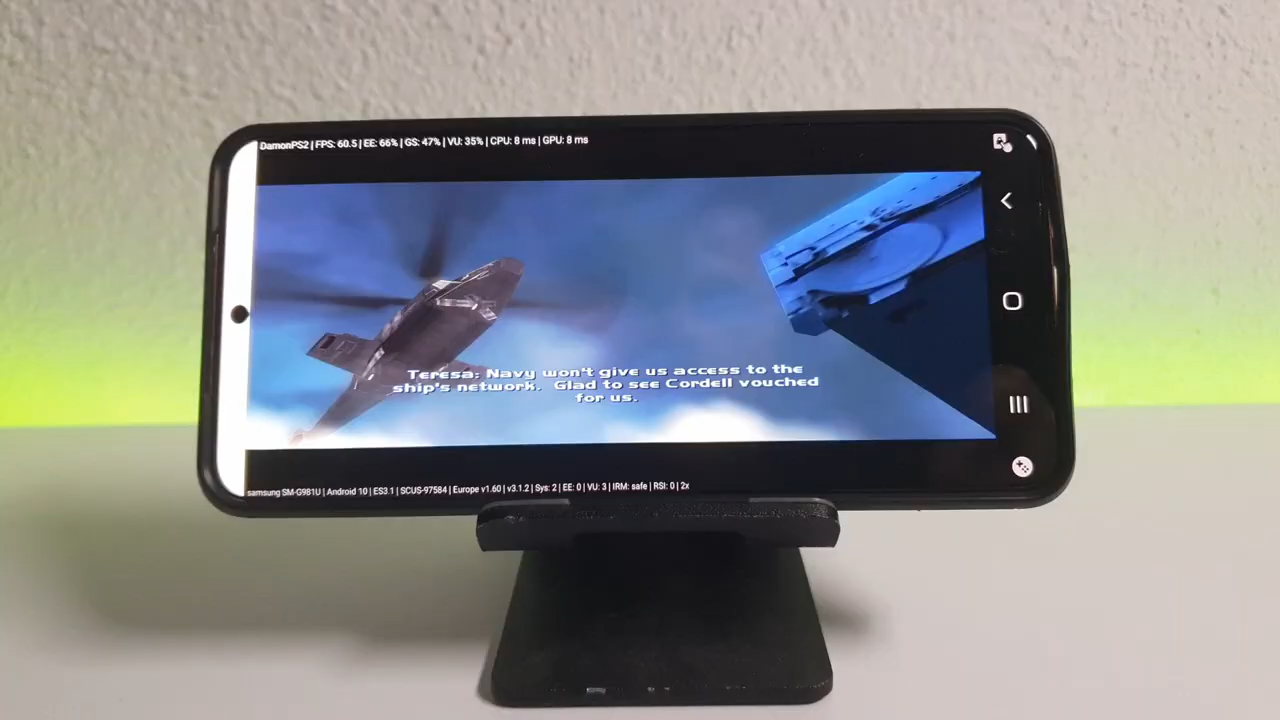 DamonPS2 | FPS: 60.5 | EE: 66% | GS: 47% | VU: 35% | CPU: 8 ms | GPU: 8 ms
Teresa: Navy won't give us access to the
ship's network. Glad to see Cordell vouched
for us.
samsung SM-G981U | Android 10 | ES3.1 | SCUS-97584 | Europe v1.60 | v3.1.2 | Sys: 2 | EE: 0 | VU: 3 | IRM: safe | RSI: 0 | 2x